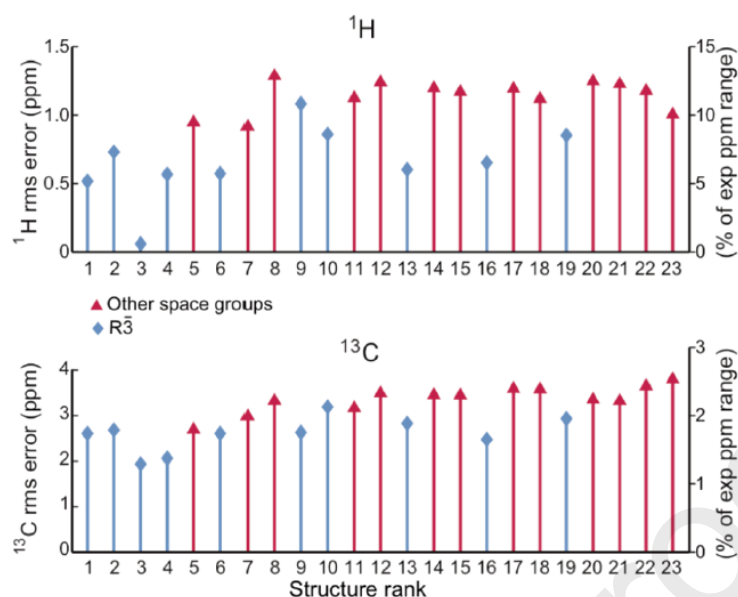 ¹H
1.5
1.0
0.5
0
¹H rms error (ppm)
15
10
5
0
(% of exp ppm range)
1 2 3 4 5 6 7 8 9 10 11 12 13 14 15 16 17 18 19 20 21 22 23
Other space groups
R3̄
¹³C
4
3
2
1
0
¹³C rms error (ppm)
3
2
1
0
(% of exp ppm range)
1 2 3 4 5 6 7 8 9 10 11 12 13 14 15 16 17 18 19 20 21 22 23
Structure rank